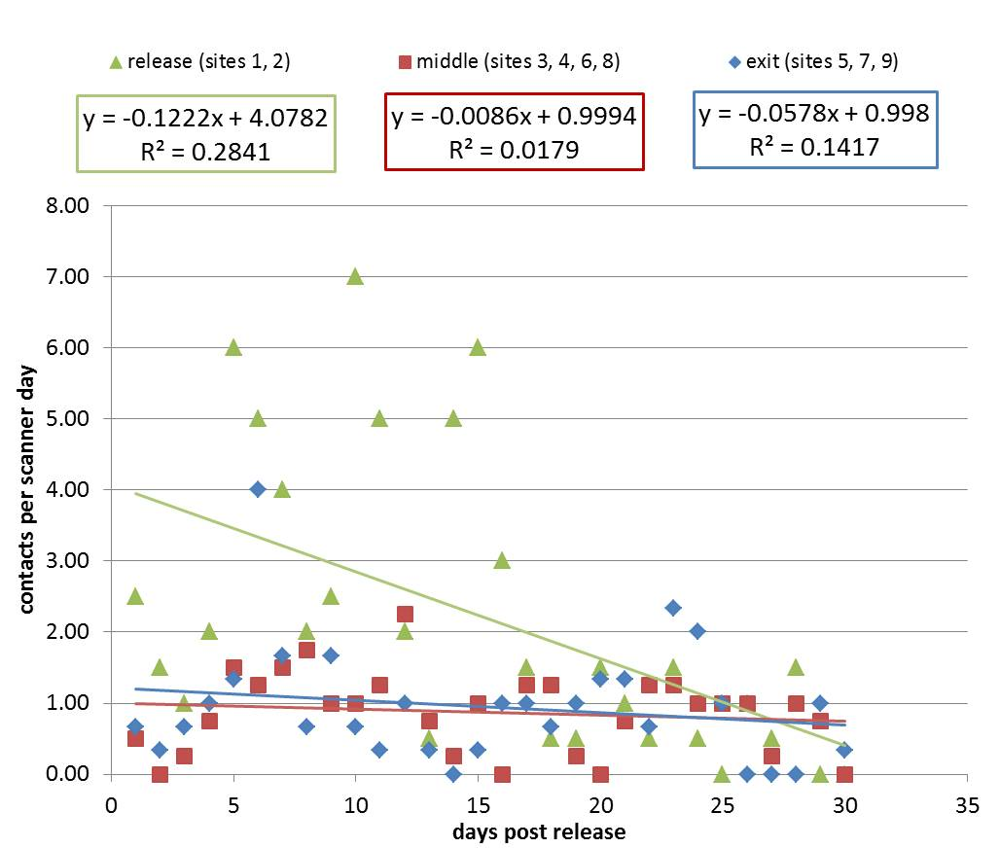 release (sites 1, 2)
middle (sites 3, 4, 6, 8)
exit (sites 5, 7, 9)
y = -0.1222x + 4.0782
R² = 0.2841
y = -0.0086x + 0.9994
R² = 0.0179
y = -0.0578x + 0.998
R² = 0.1417
8.00
7.00
6.00
5.00
4.00
3.00
2.00
1.00
0.00
contacts per scanner day
0
5
10
15
20
25
30
35
days post release